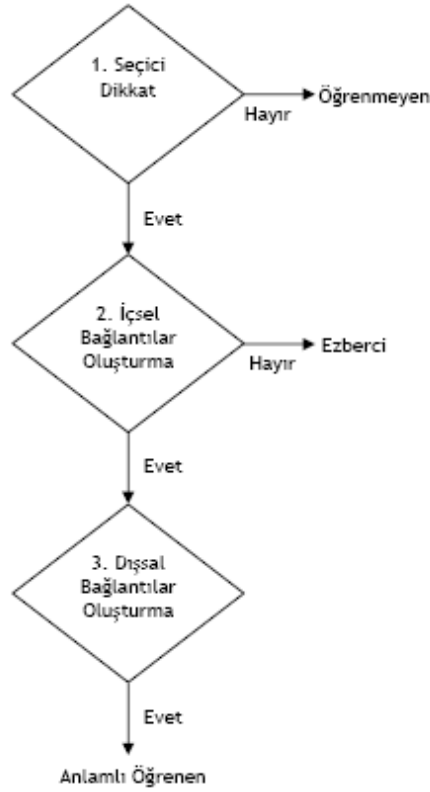 1. Seçici
Dikkat
Hayır
Öğrenmeyen
Evet
2. İçsel
Bağlantılar
Oluşturma
Hayır
Ezberci
Evet
3. Dışsal
Bağlantılar
Oluşturma
Evet
Anlamlı Öğrenen